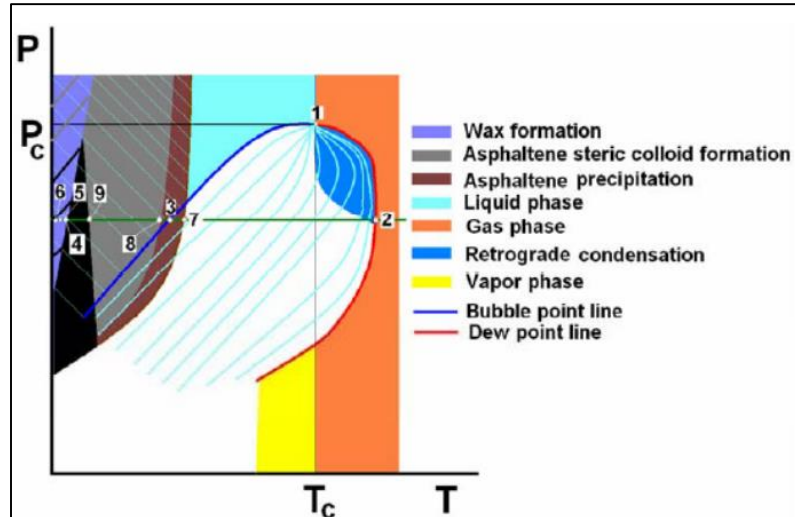 P
1
Pc
Wax formation
Asphaltene steric colloid formation
Asphaltene precipitation
Liquid phase
Gas phase
Retrograde condensation
Vapor phase
Bubble point line
Dew point line
6 5 9 3 7 2
4 8
Tc T